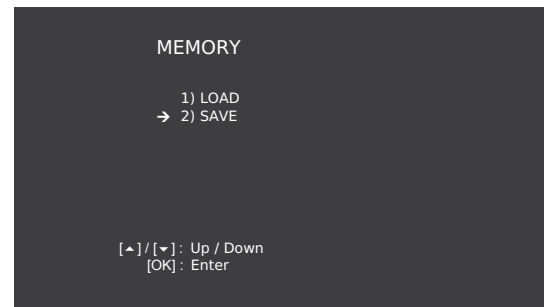 MEMORY
1) LOAD
➔ 2) SAVE
[▲]/[▼] : Up / Down
[OK] : Enter